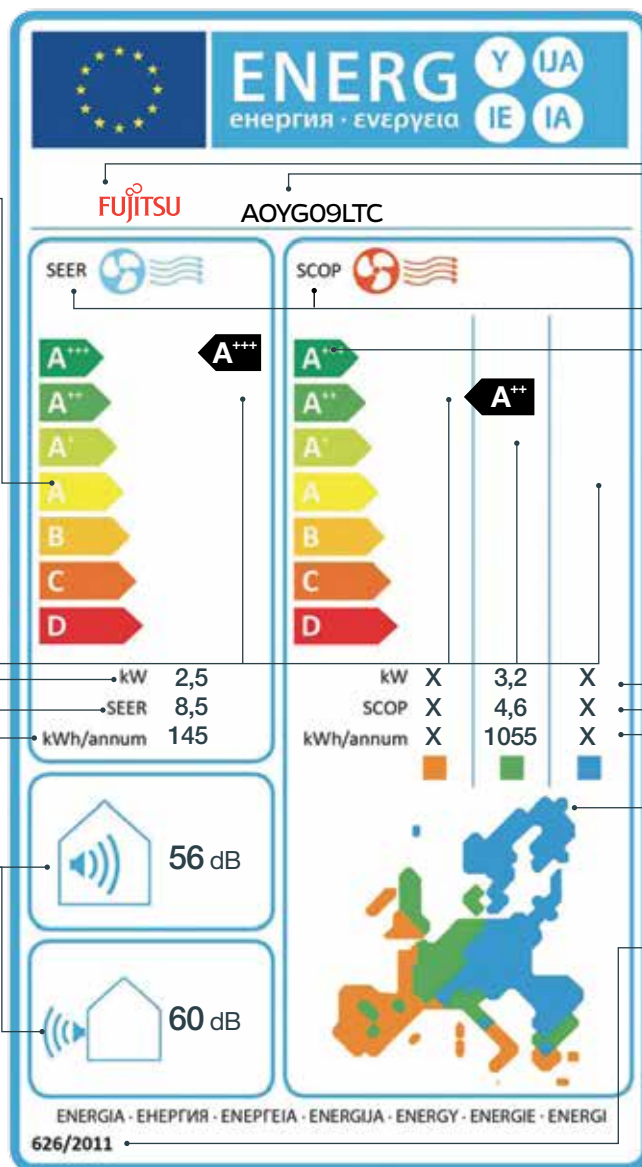 ENERG Y IJA
енергия · ενεργεια IE IA
FUJITSU AOYG09LTC
SEER
A+++ A+++
A++
A+
A
B
C
D
kW 2,5
SEER 8,5
kWh/annum 145
SCOP
A+++
A++ A++
A+
A
B
C
D
kW X 3,2 X
SCOP X 4,6 X
kWh/annum X 1055 X
56 dB
60 dB
ENERGIA · ЕНЕРГИЯ · ΕΝΕΡΓΕΙΑ · ENERGIJA · ENERGY · ENERGIE · ENERGI
626/2011